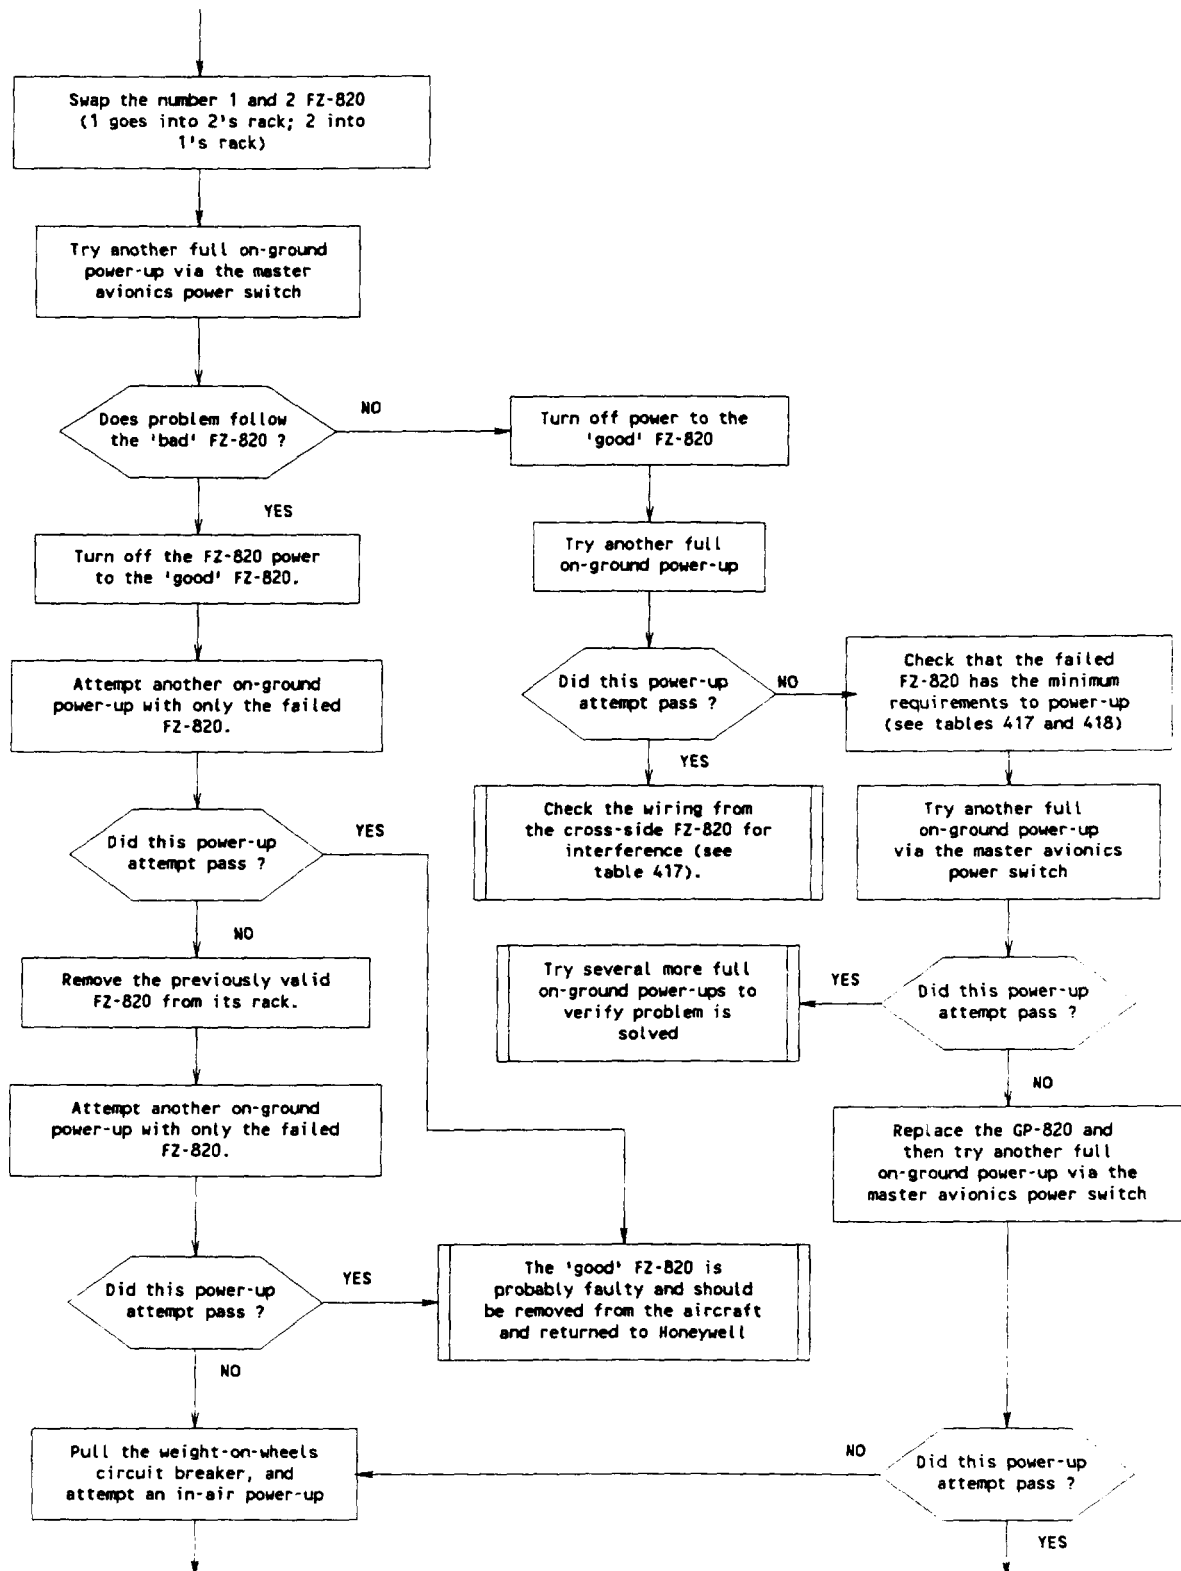 Swap the number 1 and 2 FZ-820
(1 goes into 2's rack; 2 into
1's rack)
Try another full on-ground
power-up via the master
avionics power switch
Does problem follow
the 'bad' FZ-820 ?
NO
Turn off power to the
'good' FZ-820
YES
Turn off the FZ-820 power
to the 'good' FZ-820.
Try another full
on-ground power-up
Attempt another on-ground
power-up with only the failed
FZ-820.
Did this power-up
attempt pass ?
NO
Check that the failed
FZ-820 has the minimum
requirements to power-up
(see tables 417 and 418)
YES
Check the wiring from
the cross-side FZ-820 for
interference (see
table 417).
Try another full
on-ground power-up
via the master avionics
power switch
Did this power-up
attempt pass ?
YES
NO
Remove the previously valid
FZ-820 from its rack.
Try several more full
on-ground power-ups to
verify problem is
solved
YES
Did this power-up
attempt pass ?
NO
Attempt another on-ground
power-up with only the failed
FZ-820.
Replace the GP-820 and
then try another full
on-ground power-up via the
master avionics power switch
Did this power-up
attempt pass ?
YES
The 'good' FZ-820 is
probably faulty and should
be removed from the aircraft
and returned to Honeywell
NO
Pull the weight-on-wheels
circuit breaker, and
attempt an in-air power-up
NO
Did this power-up
attempt pass ?
YES